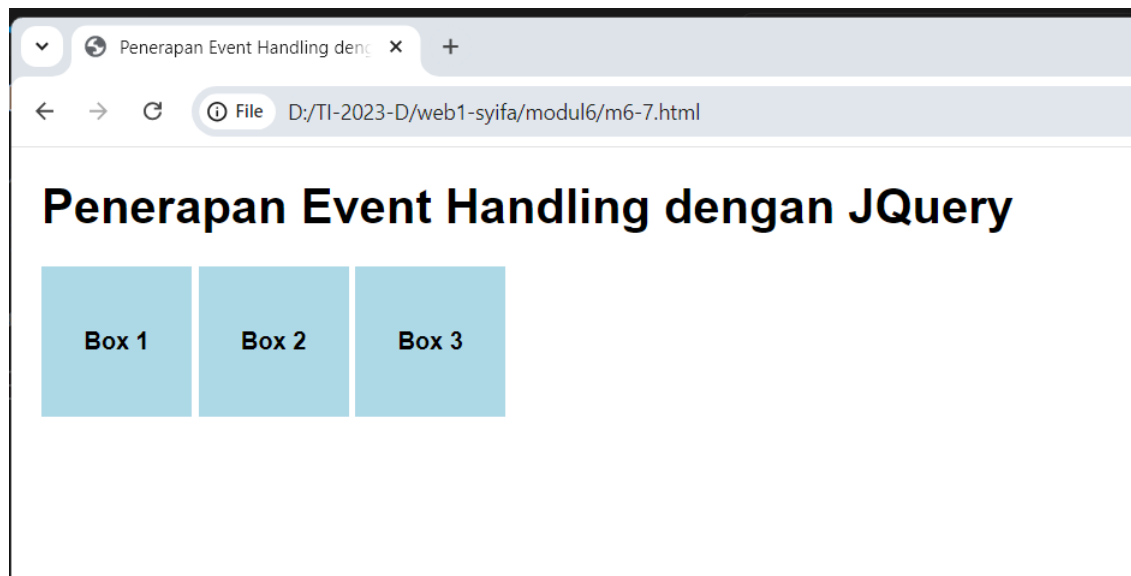 Penerapan Event Handling deng
File D:/TI-2023-D/web1-syifa/modul6/m6-7.html
Penerapan Event Handling dengan JQuery
Box 1 Box 2 Box 3